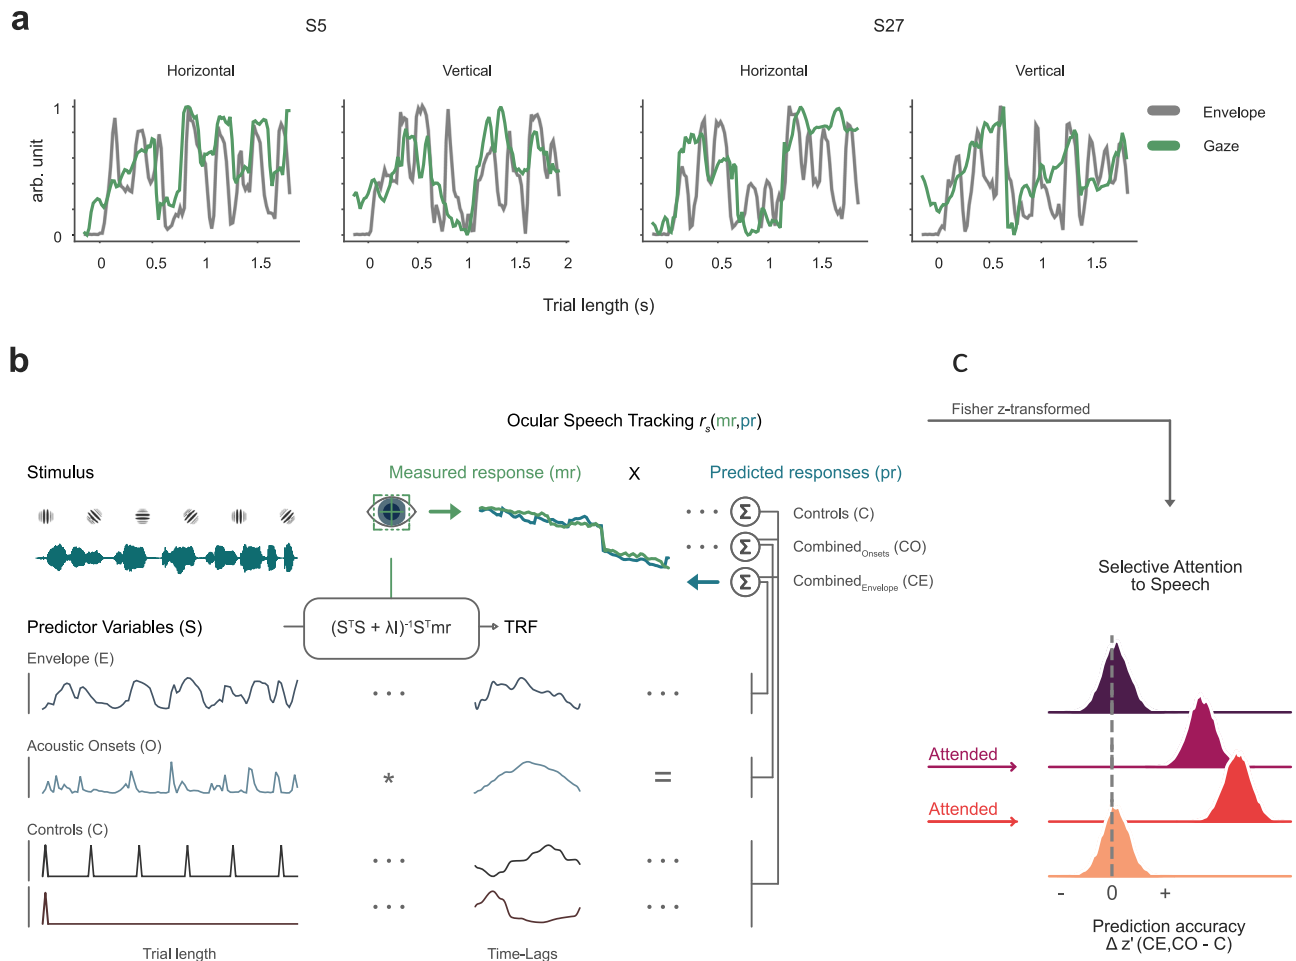 a
S5
S27
Horizontal
Vertical
Horizontal
Vertical
1
0
arb. unit
Envelope
Gaze
0 0.5 1 1.5
0 0.5 1 1.5 2
0 0.5 1 1.5
0 0.5 1 1.5
Trial length (s)
b
c
Fisher z-transformed
Ocular Speech Tracking rs(mr,pr)
Stimulus
Measured response (mr)
X
Predicted responses (pr)
Σ Controls (C)
Σ CombinedOnsets (CO)
Σ CombinedEnvelope (CE)
Selective Attention
to Speech
Predictor Variables (S)
(SᵀS + λI)⁻¹Sᵀmr
TRF
Envelope (E)
Acoustic Onsets (O)
*
=
Controls (C)
Trial length
Time-Lags
Attended
Attended
- 0 +
Prediction accuracy
Δ z' (CE,CO - C)